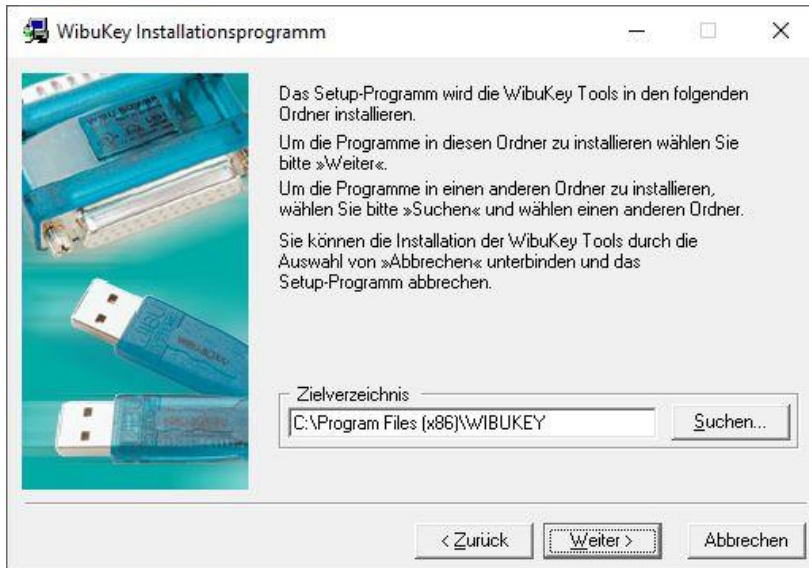 WibuKey Installationsprogramm
Das Setup-Programm wird die WibuKey Tools in den folgenden
Ordner installieren.
Um die Programme in diesen Ordner zu installieren wählen Sie
bitte »Weiter«.
Um die Programme in einen anderen Ordner zu installieren,
wählen Sie bitte »Suchen« und wählen einen anderen Ordner.
Sie können die Installation der WibuKey Tools durch die
Auswahl von »Abbrechen« unterbinden und das
Setup-Programm abbrechen.
Zielverzeichnis
C:\Program Files (x86)\WIBUKEY
Suchen...
< Zurück
Weiter >
Abbrechen